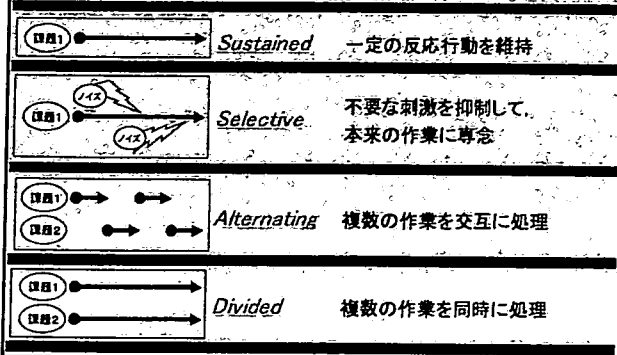 課題1 Sustained 一定の反応行動を維持
ノイズ
課題1 Selective 不要な刺激を抑制して,
本来の作業に専念
ノイズ
課題1
課題2 Alternating 複数の作業を交互に処理
課題1
課題2 Divided 複数の作業を同時に処理